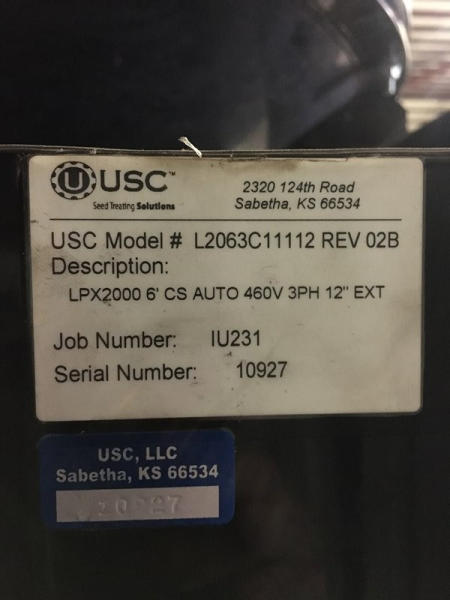 USC™
Seed Treating Solutions
2320 124th Road
Sabetha, KS 66534
USC Model # L2063C11112 REV 02B
Description:
LPX2000 6' CS AUTO 460V 3PH 12" EXT
Job Number: IU231
Serial Number: 10927
USC, LLC
Sabetha, KS 66534